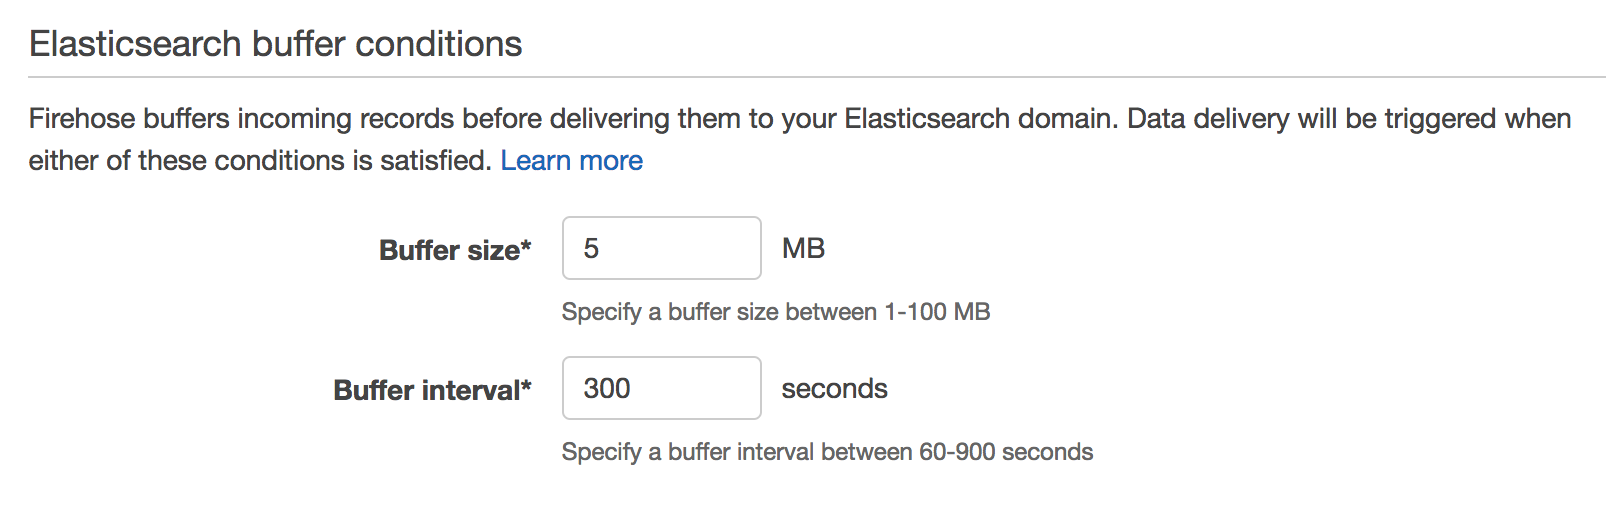 Elasticsearch buffer conditions
Firehose buffers incoming records before delivering them to your Elasticsearch domain. Data delivery will be triggered when
either of these conditions is satisfied. Learn more
Buffer size* 5 MB
Specify a buffer size between 1-100 MB
Buffer interval* 300 seconds
Specify a buffer interval between 60-900 seconds